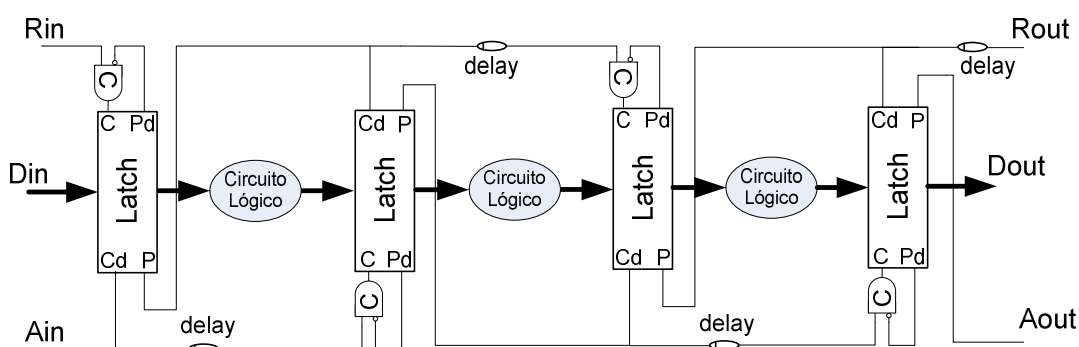 Rin
Rout
delay
delay
C
C
C Pd
Cd P
C Pd
Cd P
Din
Latch
Circuito
Lógico
Latch
Circuito
Lógico
Latch
Circuito
Lógico
Latch
Dout
Cd P
C Pd
Cd P
C Pd
C
C
Ain
delay
delay
Aout